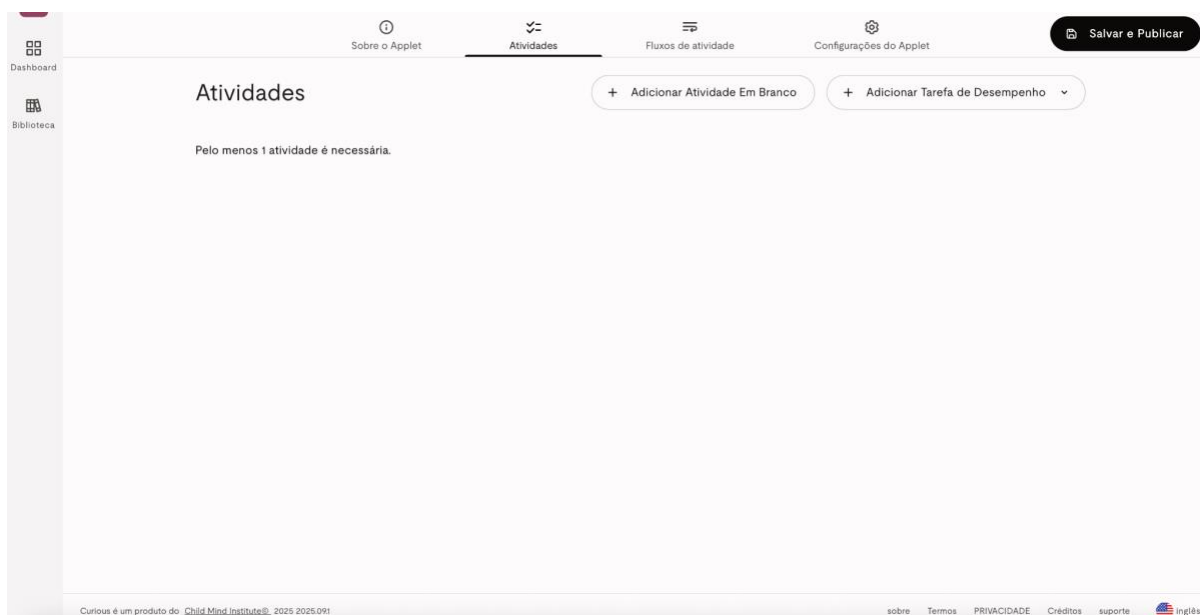 Dashboard
Biblioteca
Sobre o Applet
Atividades
Fluxos de atividade
Configurações do Applet
Salvar e Publicar
Atividades
+ Adicionar Atividade Em Branco
+ Adicionar Tarefa de Desempenho
Pelo menos 1 atividade é necessária.
Curious é um produto do Child Mind Institute© 2025 2025.09.1
sobre Termos PRIVACIDADE Créditos suporte inglês